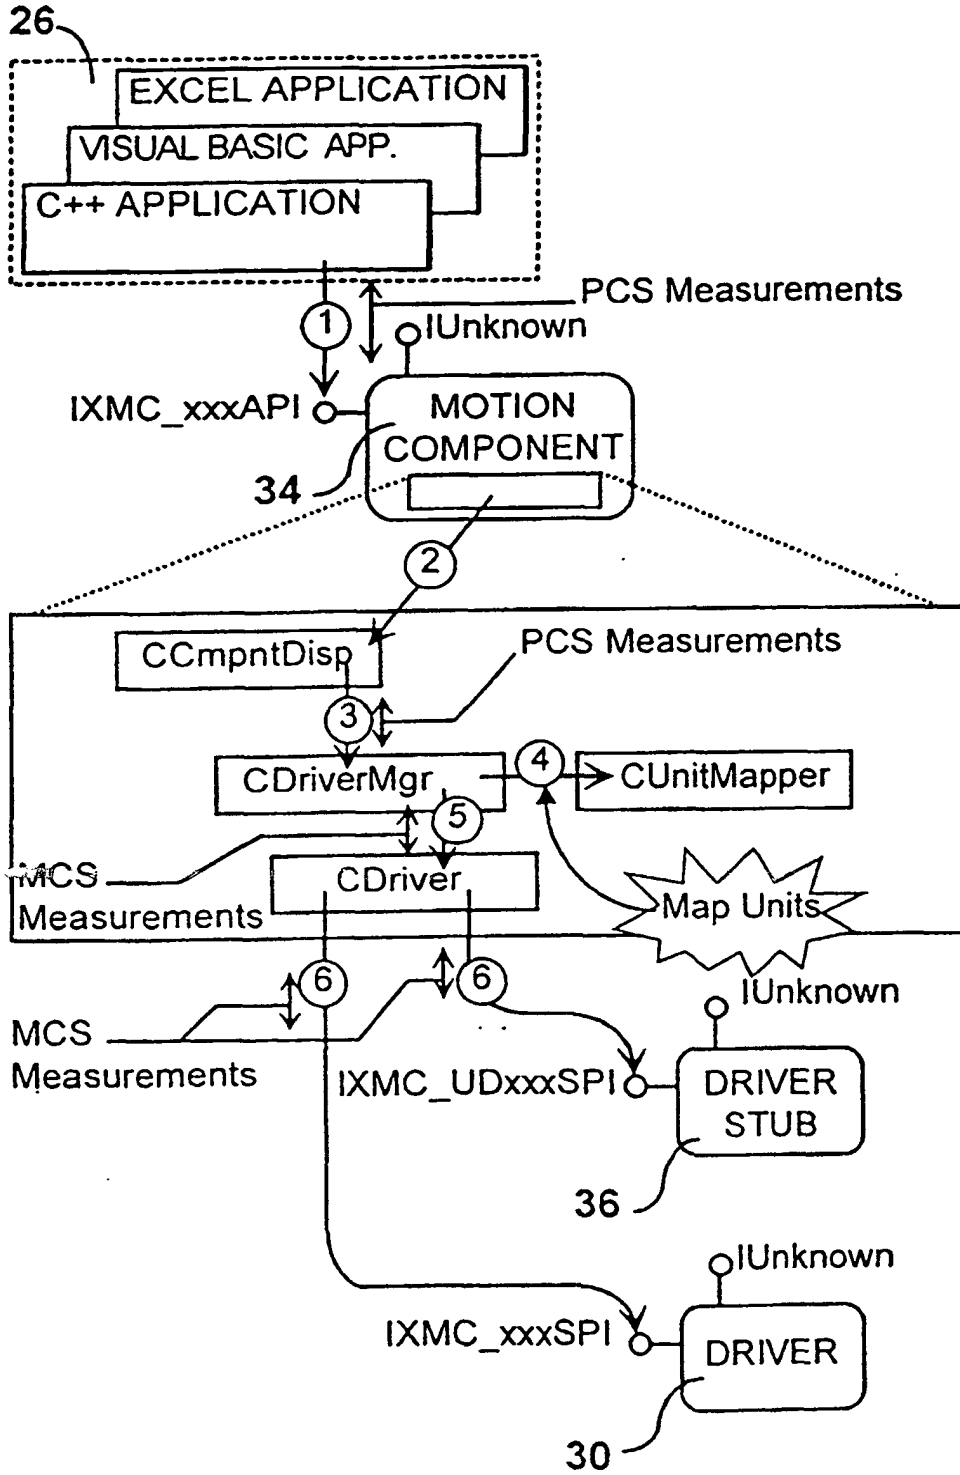 26
EXCEL APPLICATION
VISUAL BASIC APP.
C++ APPLICATION
PCS Measurements
1
IUnknown
IXMC_xxxAPI
MOTION
COMPONENT
34
2
CCmpntDisp
PCS Measurements
3
CDriverMgr
4
CUnitMapper
5
MCS
Measurements
CDriver
Map Units
6
6
IUnknown
MCS
Measurements
IXMC_UDxxxSPI
DRIVER
STUB
36
IUnknown
IXMC_xxxSPI
DRIVER
30